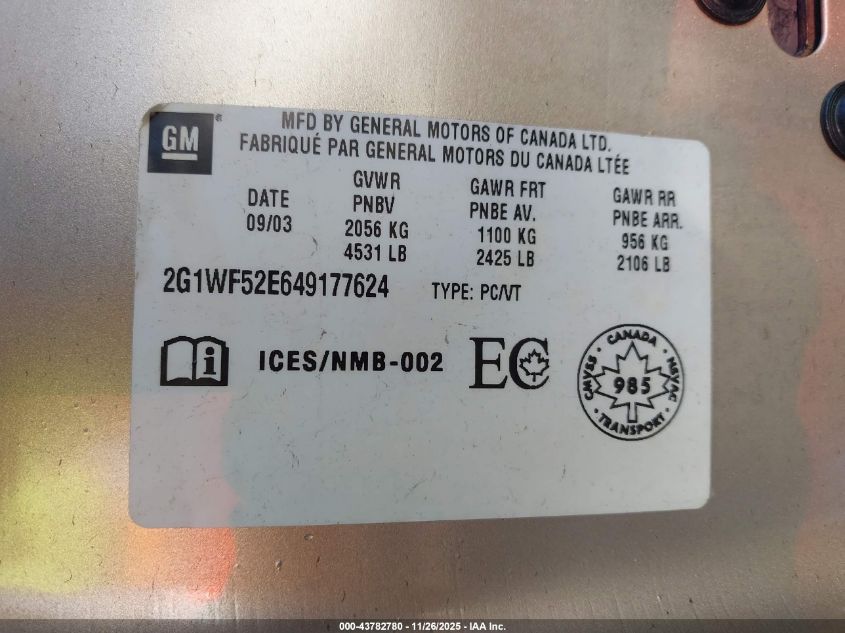 GM
MFD BY GENERAL MOTORS OF CANADA LTD.
FABRIQUÉ PAR GENERAL MOTORS DU CANADA LTÉE
DATE
09/03
GVWR
PNBV
2056 KG
4531 LB
GAWR FRT
PNBE AV.
1100 KG
2425 LB
GAWR RR
PNBE ARR.
956 KG
2106 LB
2G1WF52E649177624 TYPE: PC/VT
i ICES/NMB-002 EC
CANADA
CMVSS 985 NSVAC
TRANSPORT
000-43782780 - 11/26/2025 - IAA Inc.